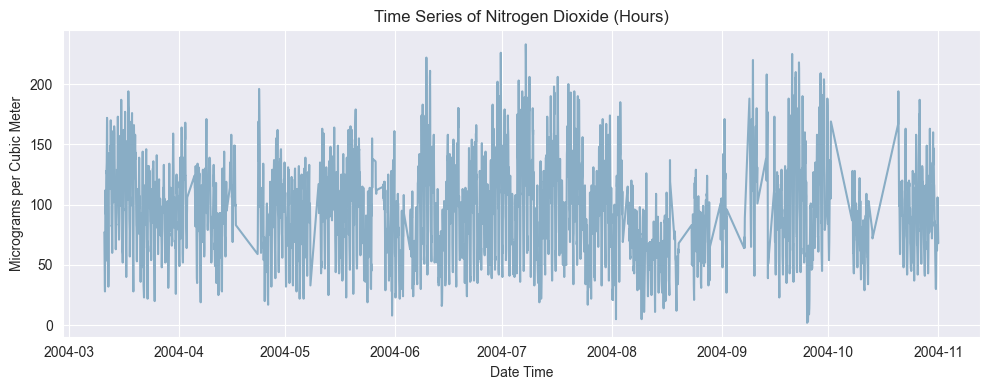 Time Series of Nitrogen Dioxide (Hours)
Micrograms per Cubic Meter
200
150
100
50
0
2004-03 2004-04 2004-05 2004-06 2004-07 2004-08 2004-09 2004-10 2004-11
Date Time